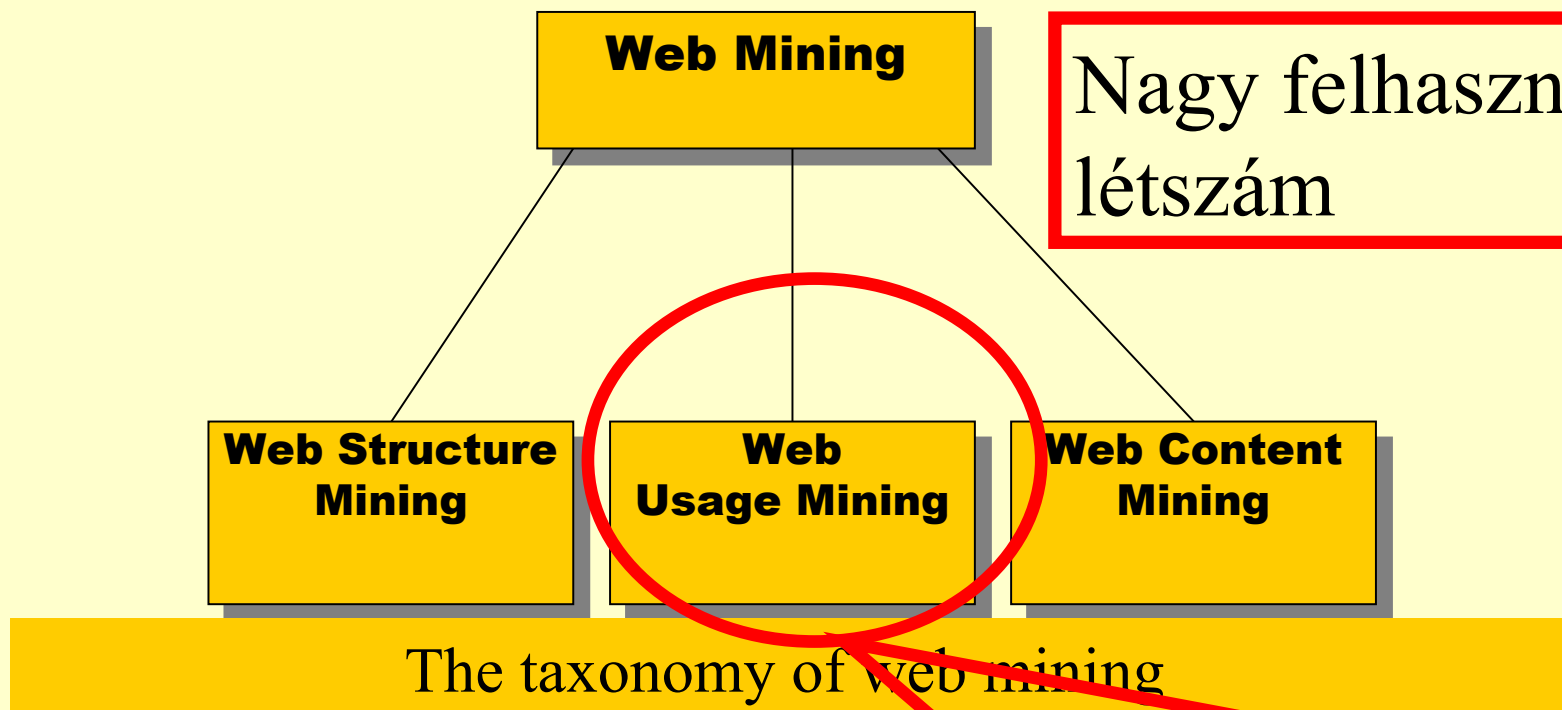 Web Mining
Nagy felhaszn
létszám
Web Structure
Mining
Web
Usage Mining
Web Content
Mining
The taxonomy of web mining